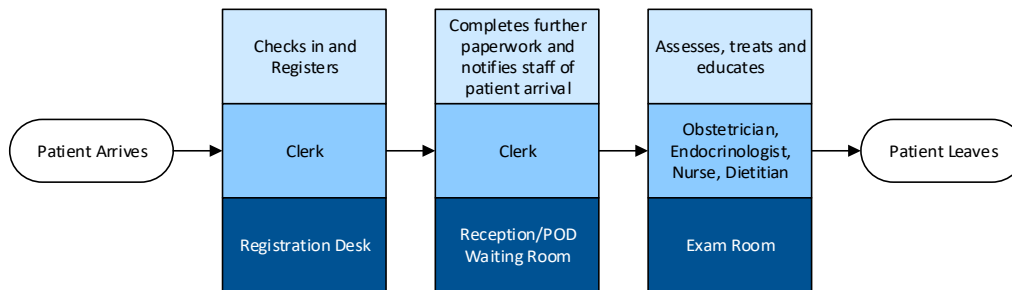 Patient Arrives
Checks in and
Registers
Clerk
Registration Desk
Completes further
paperwork and
notifies staff of
patient arrival
Clerk
Reception/POD
Waiting Room
Assesses, treats and
educates
Obstetrician,
Endocrinologist,
Nurse, Dietitian
Exam Room
Patient Leaves